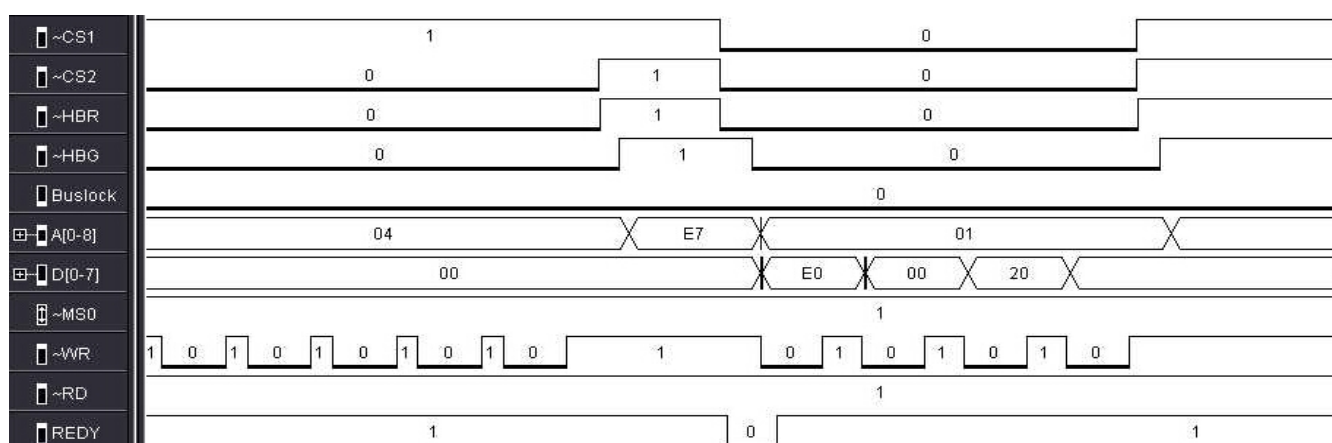 ~CS1 1 0
~CS2 0 1 0
~HBR 0 1 0
~HBG 0 1 0
Buslock 0
A[0-8] 04 E7 01
D[0-7] 00 E0 00 20
~MS0 1
~WR 1 0 1 0 1 0 1 0 1 0 1 0 1 0 1 0 1 0
~RD 1
REDY 1 0 1